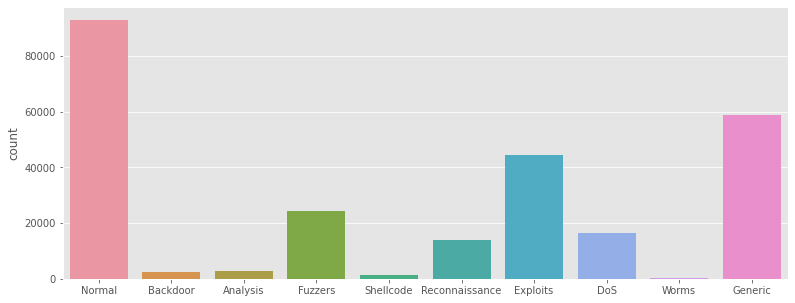 count
80000
60000
40000
20000
0
Normal Backdoor Analysis Fuzzers Shellcode Reconnaissance Exploits DoS Worms Generic